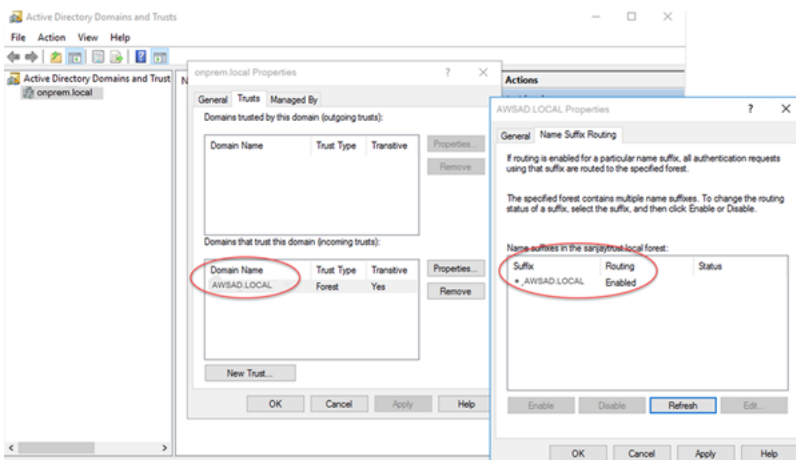 Active Directory Domains and Trusts
File Action View Help
Active Directory Domains and Trust
onprem.local
N
onprem.local Properties
General Trusts Managed By
Domains trusted by this domain (outgoing trusts):
Domain Name Trust Type Transitive
Properties...
Remove
Domains that trust this domain (incoming trusts):
Domain Name Trust Type Transitive
AWSAD.LOCAL Forest Yes
Properties...
Remove
New Trust...
OK Cancel Apply Help
Actions
AWSAD.LOCAL Properties
General Name Suffix Routing
If routing is enabled for a particular name suffix, all authentication requests
using that suffix are routed to the specified forest.
The specified forest contains multiple name suffixes. To change the routing
status of a suffix, select the suffix, and then click Enable or Disable.
Name suffixes in the sanjaytrust.local forest:
Suffix Routing Status
*.AWSAD.LOCAL Enabled
Enable Disable Refresh Edit...
OK Cancel Apply Help